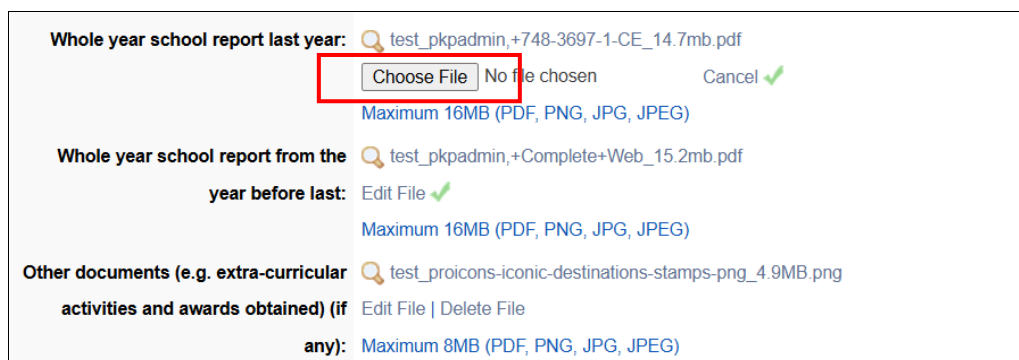 Whole year school report last year: test_pkpadmin,+748-3697-1-CE_14.7mb.pdf
Choose File No file chosen Cancel
Maximum 16MB (PDF, PNG, JPG, JPEG)
Whole year school report from the test_pkpadmin,+Complete+Web_15.2mb.pdf
year before last: Edit File
Maximum 16MB (PDF, PNG, JPG, JPEG)
Other documents (e.g. extra-curricular test_proicons-iconic-destinations-stamps-png_4.9MB.png
activities and awards obtained) (if Edit File | Delete File
any): Maximum 8MB (PDF, PNG, JPG, JPEG)